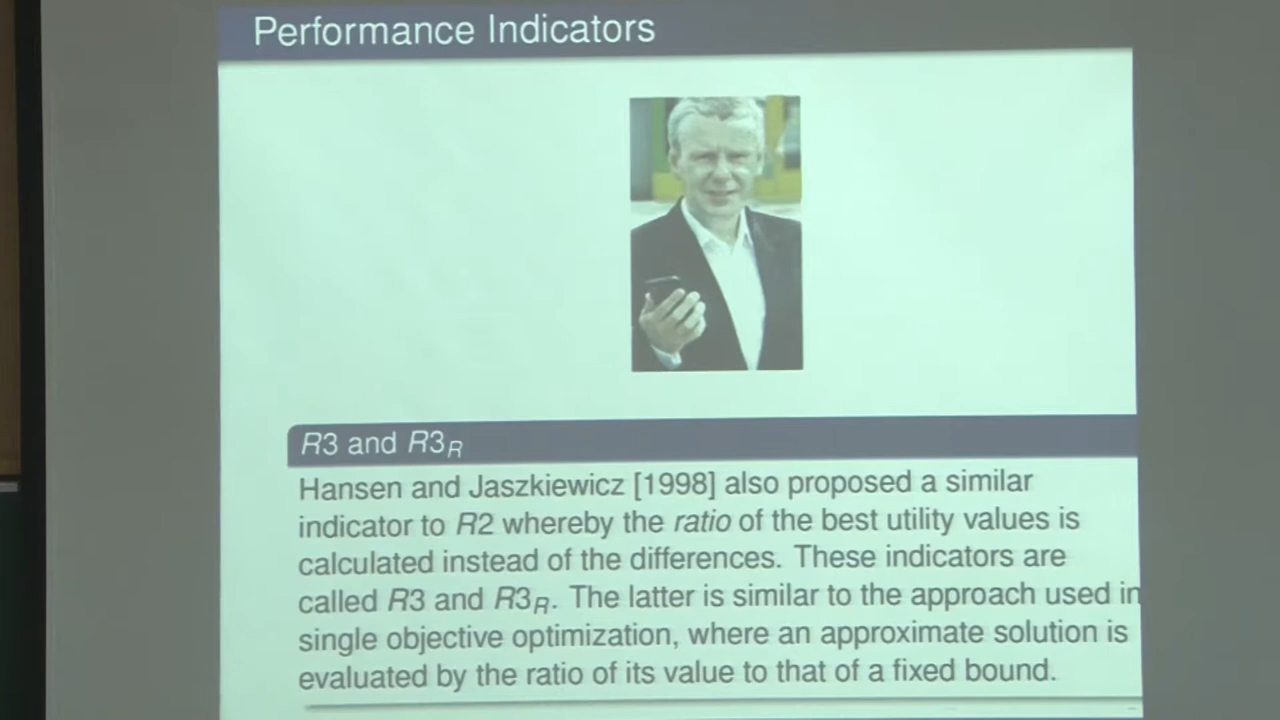 Performance Indicators
R3 and R3R
Hansen and Jaszkiewicz [1998] also proposed a similar
indicator to R2 whereby the ratio of the best utility values is
calculated instead of the differences. These indicators are
called R3 and R3R. The latter is similar to the approach used in
single objective optimization, where an approximate solution is
evaluated by the ratio of its value to that of a fixed bound.